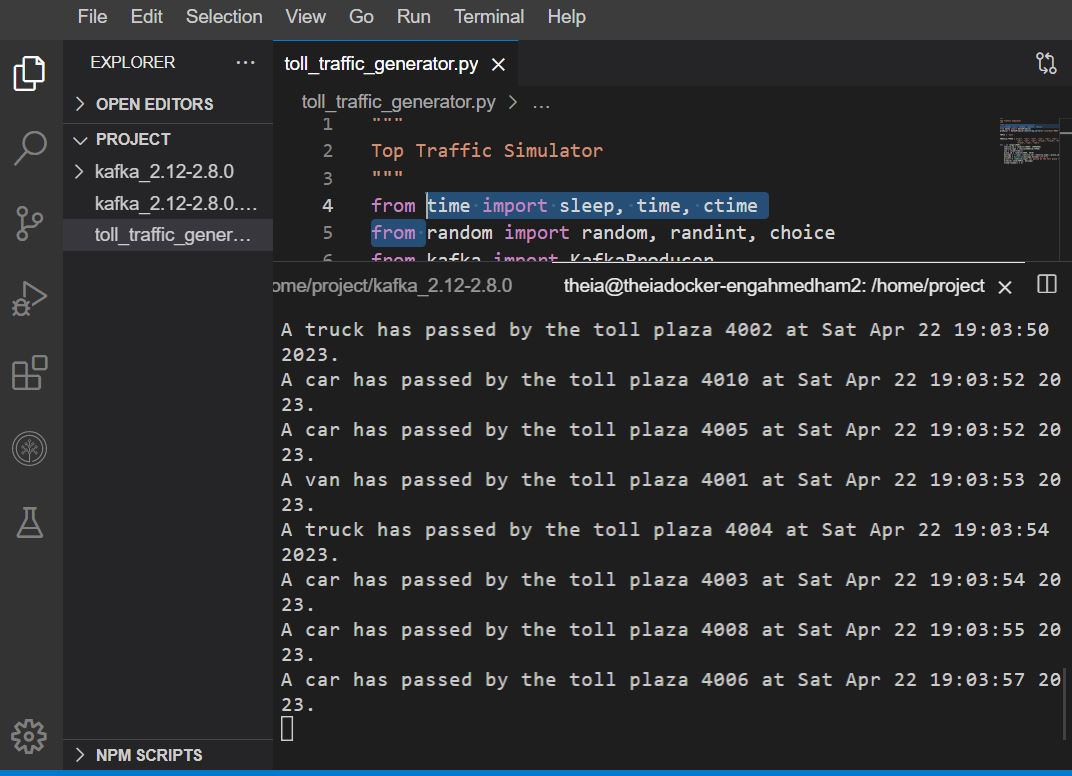 File Edit Selection View Go Run Terminal Help
EXPLORER ...
OPEN EDITORS
PROJECT
kafka_2.12-2.8.0
kafka_2.12-2.8.0....
toll_traffic_gener...
NPM SCRIPTS
toll_traffic_generator.py
toll_traffic_generator.py > ...
1 """
2 Top Traffic Simulator
3 """
4 from time import sleep, time, ctime
5 from random import random, randint, choice
6 from kafka import KafkaProducer
ome/project/kafka_2.12-2.8.0 theia@theiadocker-engahmedham2: /home/project
A truck has passed by the toll plaza 4002 at Sat Apr 22 19:03:50
2023.
A car has passed by the toll plaza 4010 at Sat Apr 22 19:03:52 20
23.
A car has passed by the toll plaza 4005 at Sat Apr 22 19:03:52 20
23.
A van has passed by the toll plaza 4001 at Sat Apr 22 19:03:53 20
23.
A truck has passed by the toll plaza 4004 at Sat Apr 22 19:03:54
2023.
A car has passed by the toll plaza 4003 at Sat Apr 22 19:03:54 20
23.
A car has passed by the toll plaza 4008 at Sat Apr 22 19:03:55 20
23.
A car has passed by the toll plaza 4006 at Sat Apr 22 19:03:57 20
23.